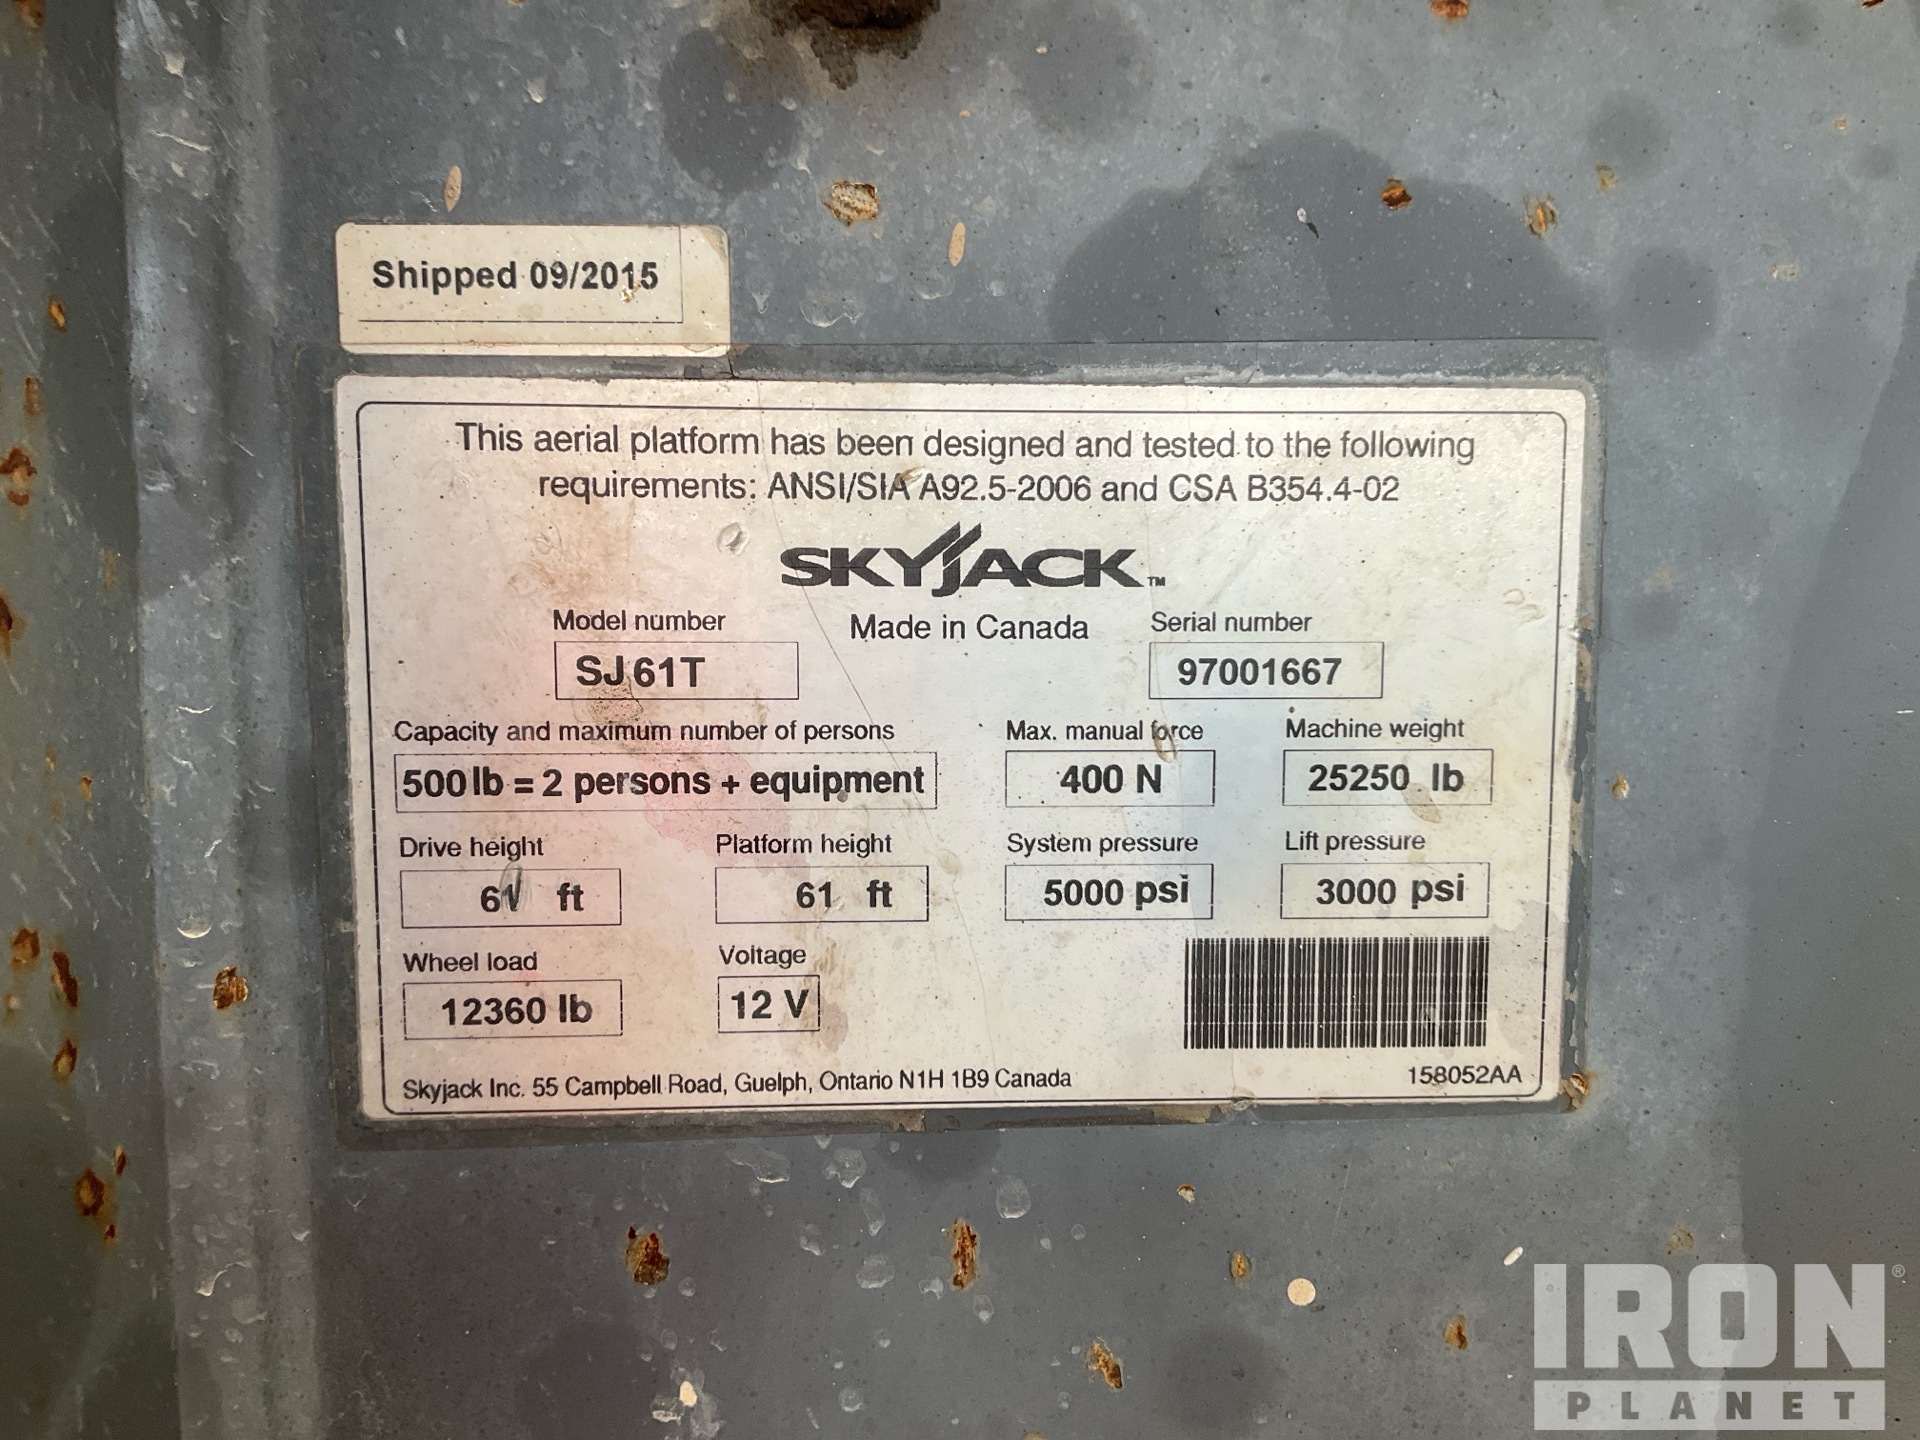 Shipped 09/2015
This aerial platform has been designed and tested to the following
requirements: ANSI/SIA A92.5-2006 and CSA B354.4-02
SKYJACK™
Model number
Made in Canada
Serial number
SJ 61T
97001667
Capacity and maximum number of persons
Max. manual force
Machine weight
500 lb = 2 persons + equipment
400 N
25250 lb
Drive height
Platform height
System pressure
Lift pressure
61 ft
61 ft
5000 psi
3000 psi
Wheel load
Voltage
12360 lb
12 V
Skyjack Inc. 55 Campbell Road, Guelph, Ontario N1H 1B9 Canada
158052AA
IRON®
PLANET